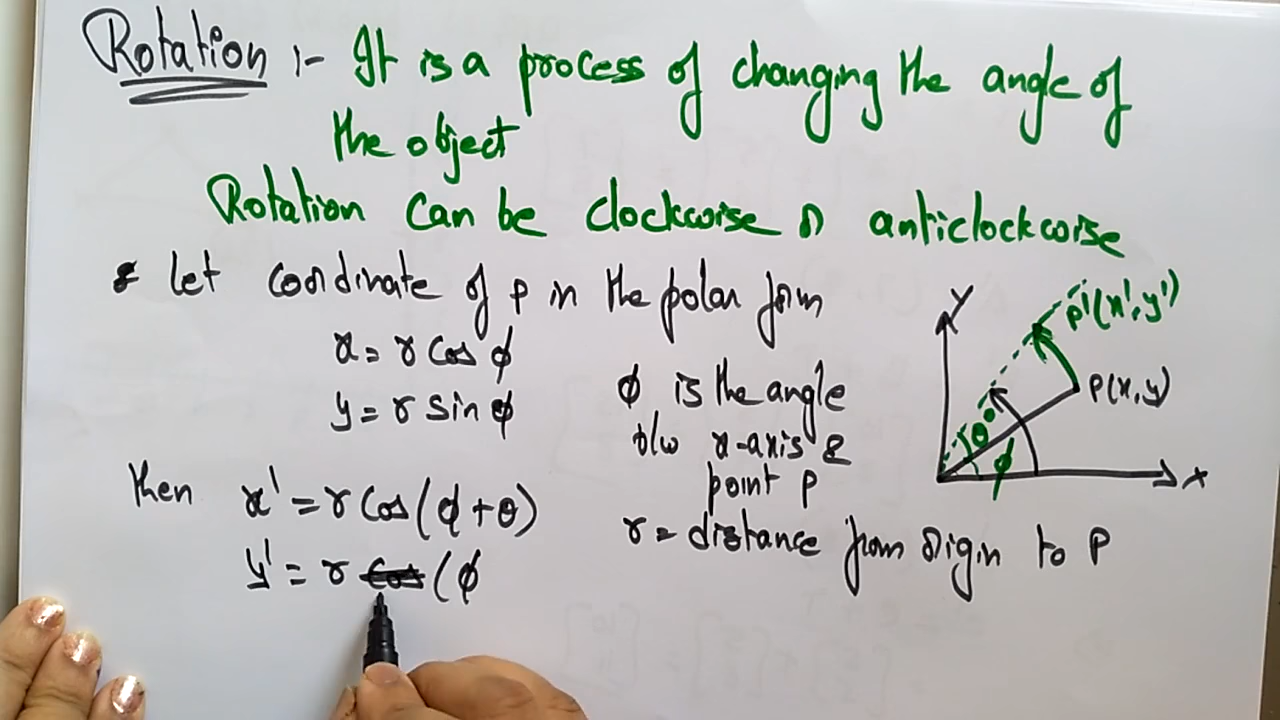 Rotation :- It is a process of changing the angle of
the object
Rotation can be clockwise or anticlockwise
* Let coordinate of P in the polar form
x = r cos φ
y = r sin φ
φ is the angle
b/w x-axis &
point P
then x' = r cos(φ+θ)
r = distance from origin to P
y' = r cos (φ
Y
P'(x',y')
P(x,y)
θ
φ
X